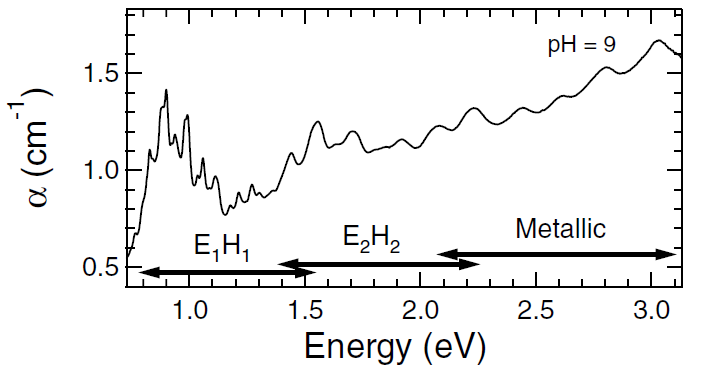 pH = 9
α (cm⁻¹)
1.5
1.0
0.5
E₁H₁
E₂H₂
Metallic
1.0 1.5 2.0 2.5 3.0
Energy (eV)